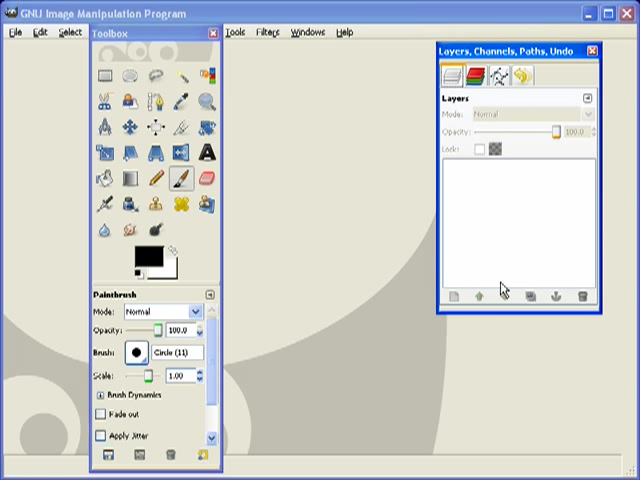 GNU Image Manipulation Program
File Edit Select Tools Filters Windows Help
Toolbox
Paintbrush
Mode: Normal
Opacity: 100.0
Brush: Circle (11)
Scale: 1.00
Brush Dynamics
Fade out
Apply Jitter
Layers, Channels, Paths, Undo
Layers
Mode: Normal
Opacity: 100.0
Lock: